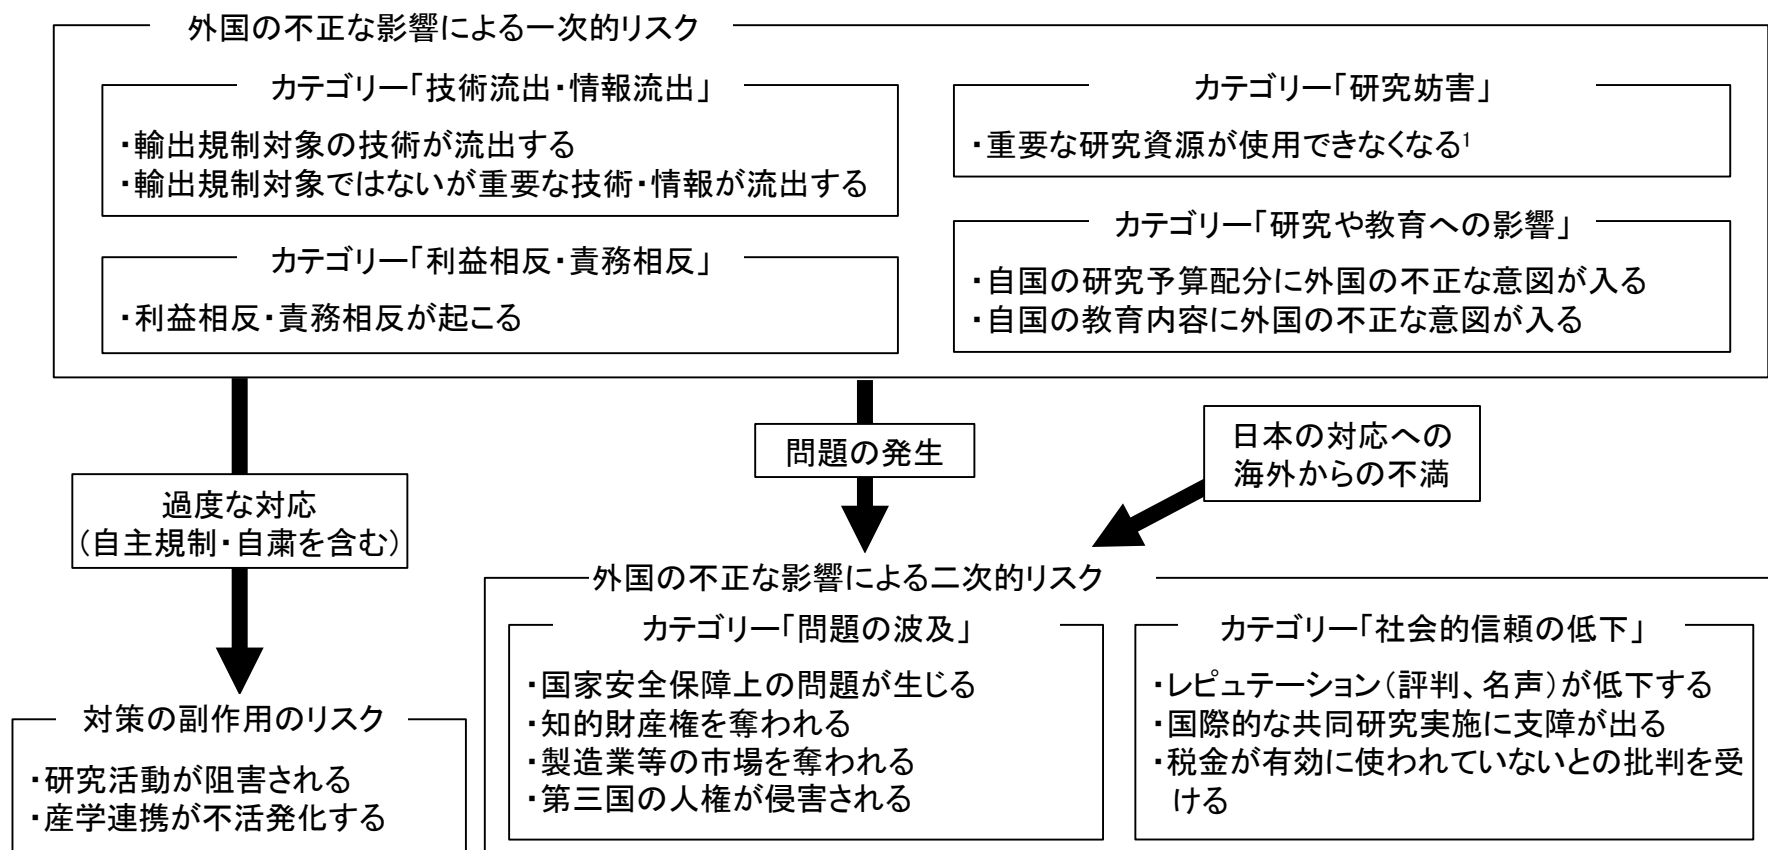 外国の不正な影響による一次的リスク
カテゴリー「技術流出・情報流出」
・輸出規制対象の技術が流出する
・輸出規制対象ではないが重要な技術・情報が流出する
カテゴリー「研究妨害」
・重要な研究資源が使用できなくなる¹
カテゴリー「利益相反・責務相反」
・利益相反・責務相反が起こる
カテゴリー「研究や教育への影響」
・自国の研究予算配分に外国の不正な意図が入る
・自国の教育内容に外国の不正な意図が入る
過度な対応
（自主規制・自粛を含む）
問題の発生
日本の対応への
海外からの不満
対策の副作用のリスク
・研究活動が阻害される
・産学連携が不活発化する
外国の不正な影響による二次的リスク
カテゴリー「問題の波及」
・国家安全保障上の問題が生じる
・知的財産権を奪われる
・製造業等の市場を奪われる
・第三国の人権が侵害される
カテゴリー「社会的信頼の低下」
・レピュテーション（評判、名声）が低下する
・国際的な共同研究実施に支障が出る
・税金が有効に使われていないとの批判を受
ける